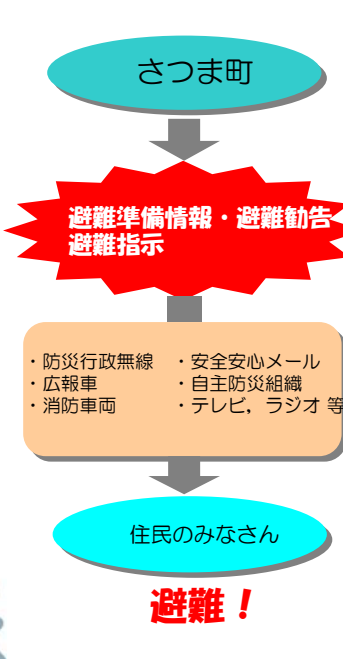 さつま町
避難準備情報・避難勧告
避難指示
・防災行政無線 ・安全安心メール
・広報車 ・自主防災組織
・消防車両 ・テレビ，ラジオ 等
住民のみなさん
避難！